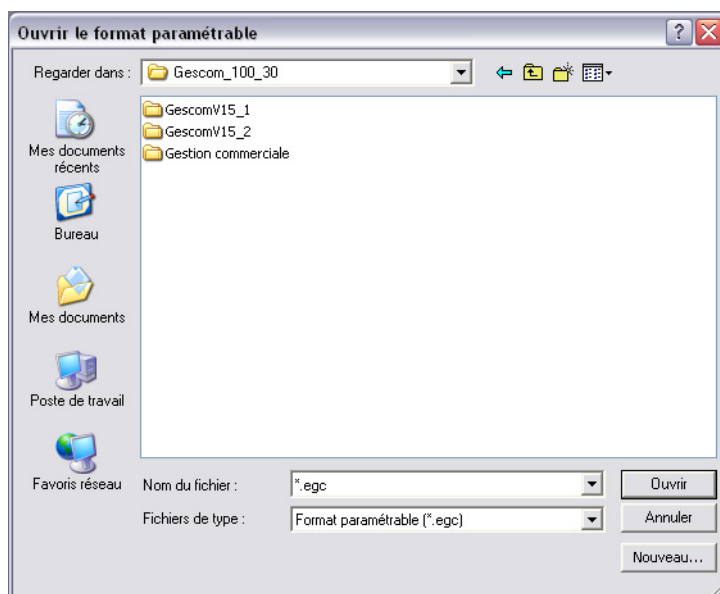 Ouvrir le format paramétrable
Regarder dans :
Gescom_100_30
GescomV15_1
GescomV15_2
Gestion commerciale
Mes documents
récents
Bureau
Mes documents
Poste de travail
Favoris réseau
Nom du fichier :
*.egc
Ouvrir
Fichiers de type :
Format paramétrable (*.egc)
Annuler
Nouveau...